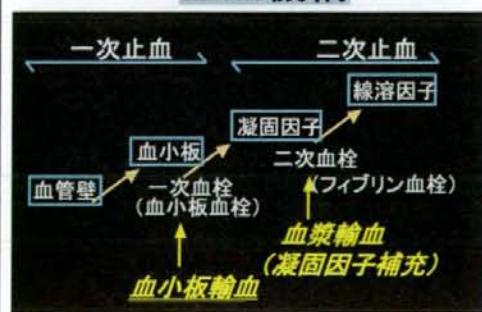 一次止血
二次止血
線溶因子
凝固因子
血小板
二次血栓
(フィブリン血栓)
血管壁
一次血栓
(血小板血栓)
血漿輸血
(凝固因子補充)
血小板輸血